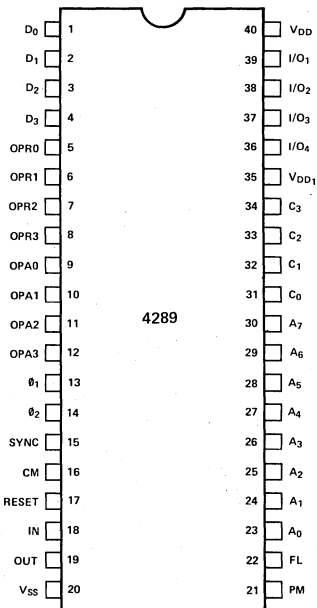 D₀ 1 40 V_DD
D₁ 2 39 I/O₁
D₂ 3 38 I/O₂
D₃ 4 37 I/O₃
OPR0 5 36 I/O₄
OPR1 6 35 V_DD1
OPR2 7 34 C₃
OPR3 8 33 C₂
OPA0 9 32 C₁
OPA1 10 31 C₀
4289
OPA2 11 30 A₇
OPA3 12 29 A₆
Ø₁ 13 28 A₅
Ø₂ 14 27 A₄
SYNC 15 26 A₃
CM 16 25 A₂
RESET 17 24 A₁
IN 18 23 A₀
OUT 19 22 FL
V_SS 20 21 PM